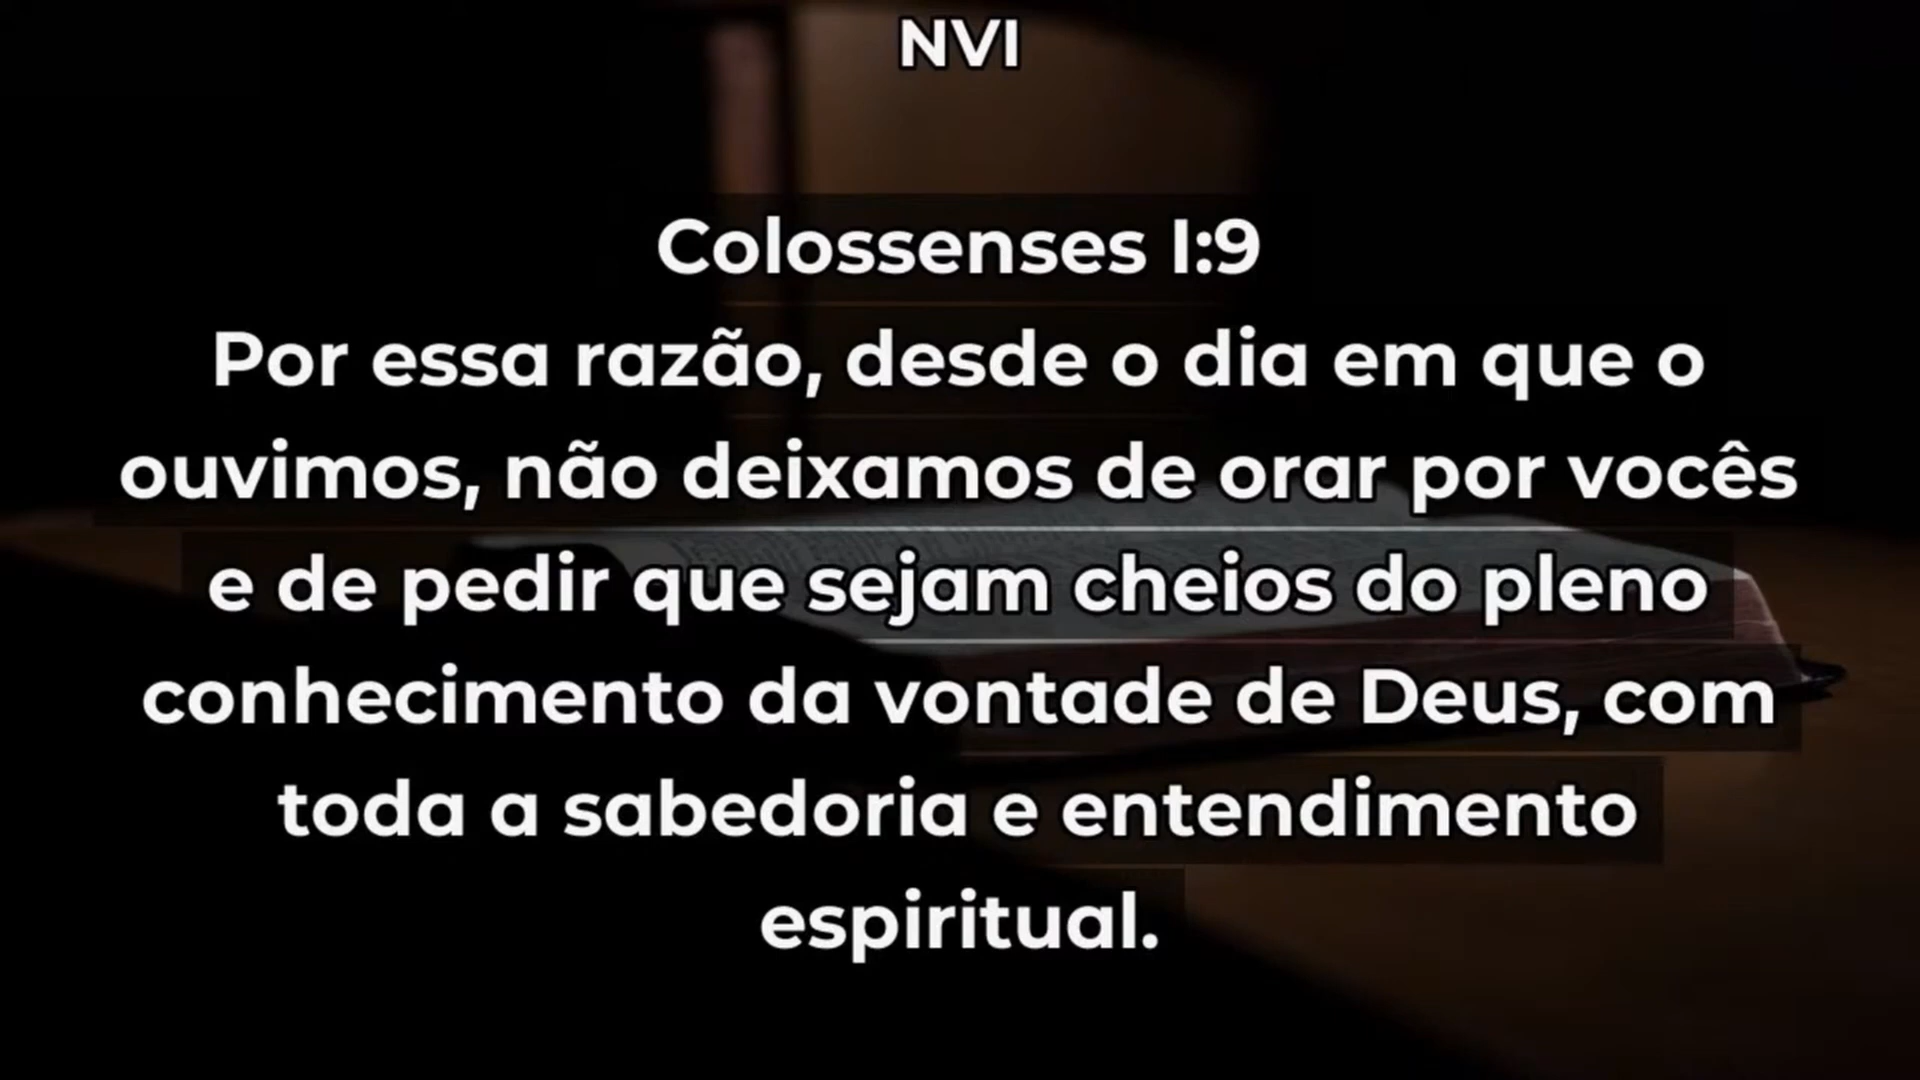 NVI
Colossenses I:9
Por essa razão, desde o dia em que o
ouvimos, não deixamos de orar por vocês
e de pedir que sejam cheios do pleno
conhecimento da vontade de Deus, com
toda a sabedoria e entendimento
espiritual.